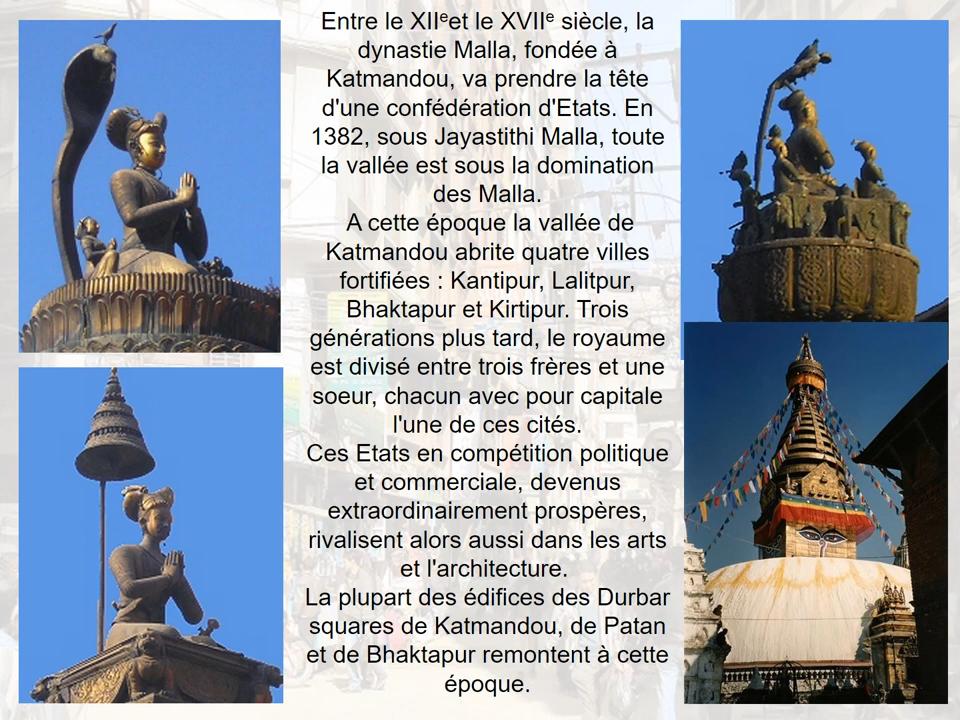 Entre le XIIᵉet le XVIIᵉ siècle, la
dynastie Malla, fondée à
Katmandou, va prendre la tête
d'une confédération d'Etats. En
1382, sous Jayastithi Malla, toute
la vallée est sous la domination
des Malla.
A cette époque la vallée de
Katmandou abrite quatre villes
fortifiées : Kantipur, Lalitpur,
Bhaktapur et Kirtipur. Trois
générations plus tard, le royaume
est divisé entre trois frères et une
soeur, chacun avec pour capitale
l'une de ces cités.
Ces Etats en compétition politique
et commerciale, devenus
extraordinairement prospères,
rivalisent alors aussi dans les arts
et l'architecture.
La plupart des édifices des Durbar
squares de Katmandou, de Patan
et de Bhaktapur remontent à cette
époque.